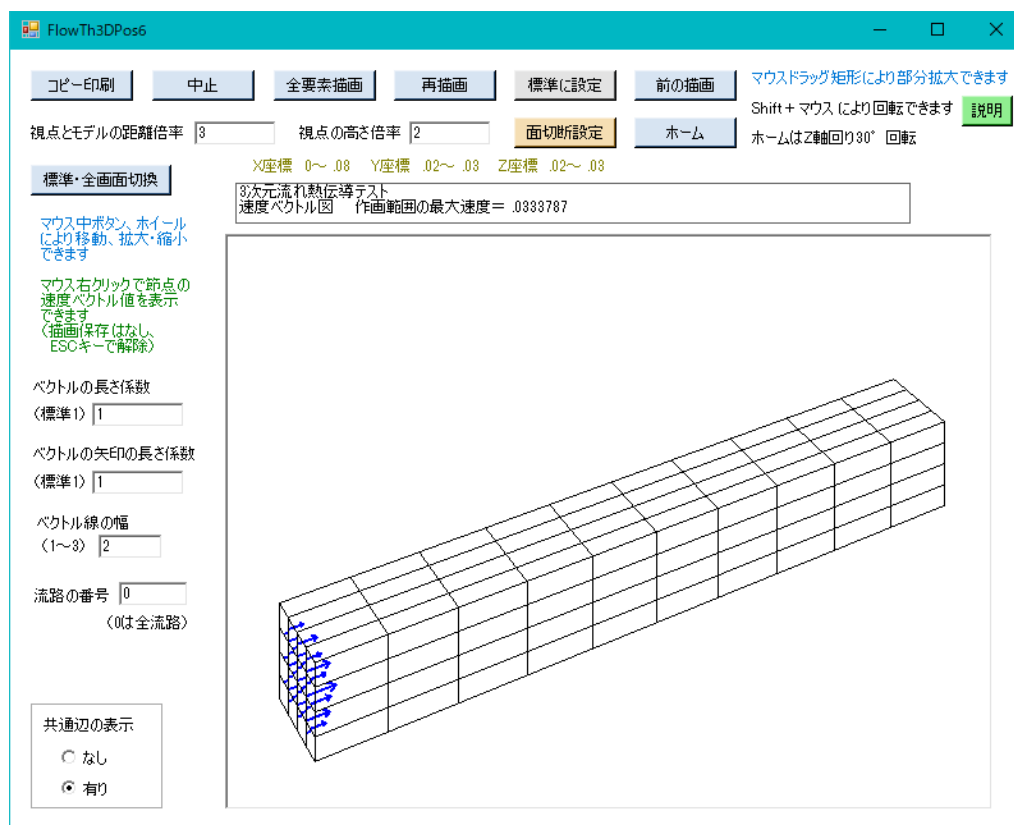 FlowTh3DPos6
コピー印刷 中止 全要素描画 再描画 標準に設定 前の描画 マウスドラッグ矩形により部分拡大できます
Shift+マウスにより回転できます 説明
視点とモデルの距離倍率 3 視点の高さ倍率 2 面切断設定 ホーム ホームはZ軸回り30°回転
X座標 0～.08 Y座標 .02～.03 Z座標 .02～.03
標準・全画面切換
3次元流れ熱伝導テスト
速度ベクトル図 作画範囲の最大速度＝ .0333787
マウス中ボタン、ホイール
により移動、拡大・縮小
できます
マウス右クリックで節点の
速度ベクトル値を表示
できます
(描画保存はなし、
ESCキーで解除)
ベクトルの長さ係数
(標準1) 1
ベクトルの矢印の長さ係数
(標準1) 1
ベクトル線の幅
(1～3) 2
流路の番号 0
(0は全流路)
共通辺の表示
なし
有り